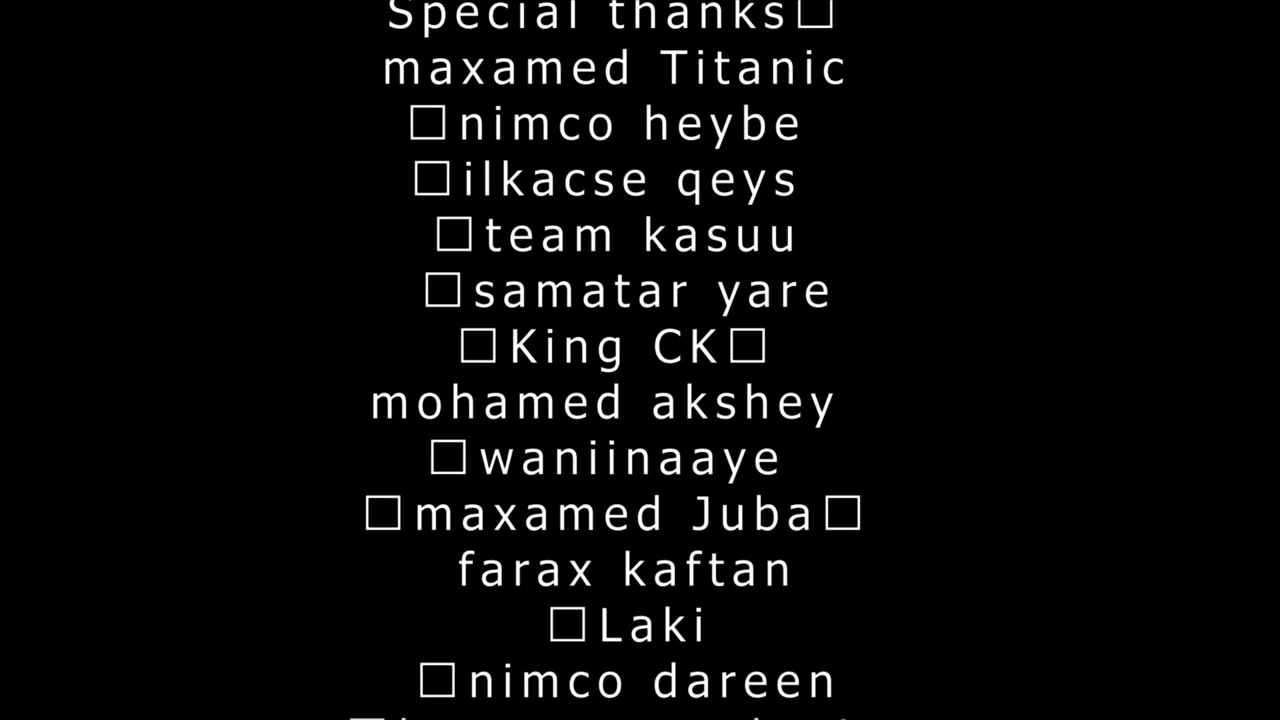 Special thanks□
maxamed Titanic
□nimco heybe
□ilkacse qeys
□team kasuu
□samatar yare
□King CK□
mohamed akshey
□waniinaaye
□maxamed Juba□
farax kaftan
□Laki
□nimco dareen